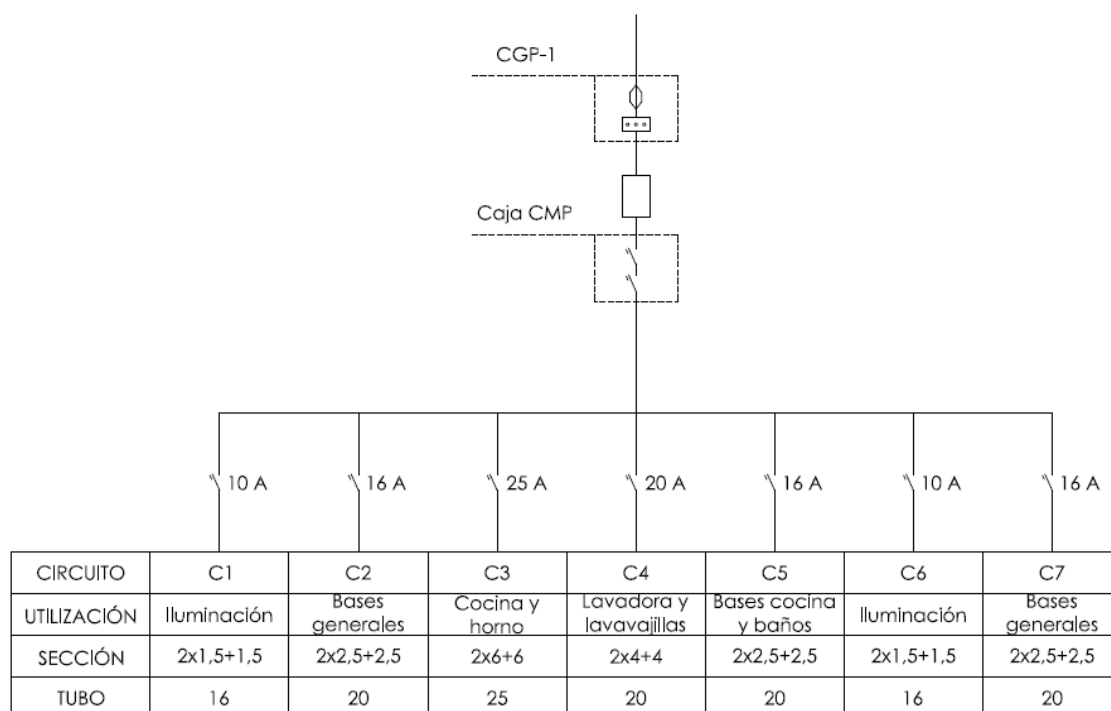 CGP-1
Caja CMP
10 A 16 A 25 A 20 A 16 A 10 A 16 A
CIRCUITO C1 C2 C3 C4 C5 C6 C7
UTILIZACIÓN Iluminación Bases generales Cocina y horno Lavadora y lavavajillas Bases cocina y baños Iluminación Bases generales
SECCIÓN 2x1,5+1,5 2x2,5+2,5 2x6+6 2x4+4 2x2,5+2,5 2x1,5+1,5 2x2,5+2,5
TUBO 16 20 25 20 20 16 20